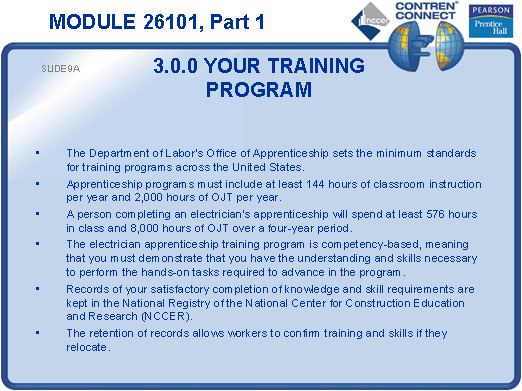 MODULE 26101, Part 1
nccer
CONTREN®
CONNECT
PEARSON
Prentice
Hall
SLIDE 9A
3.0.0 YOUR TRAINING
PROGRAM
• The Department of Labor's Office of Apprenticeship sets the minimum standards
for training programs across the United States.
• Apprenticeship programs must include at least 144 hours of classroom instruction
per year and 2,000 hours of OJT per year.
• A person completing an electrician's apprenticeship will spend at least 576 hours
in class and 8,000 hours of OJT over a four-year period.
• The electrician apprenticeship training program is competency-based, meaning
that you must demonstrate that you have the understanding and skills necessary
to perform the hands-on tasks required to advance in the program.
• Records of your satisfactory completion of knowledge and skill requirements are
kept in the National Registry of the National Center for Construction Education
and Research (NCCER).
• The retention of records allows workers to confirm training and skills if they
relocate.